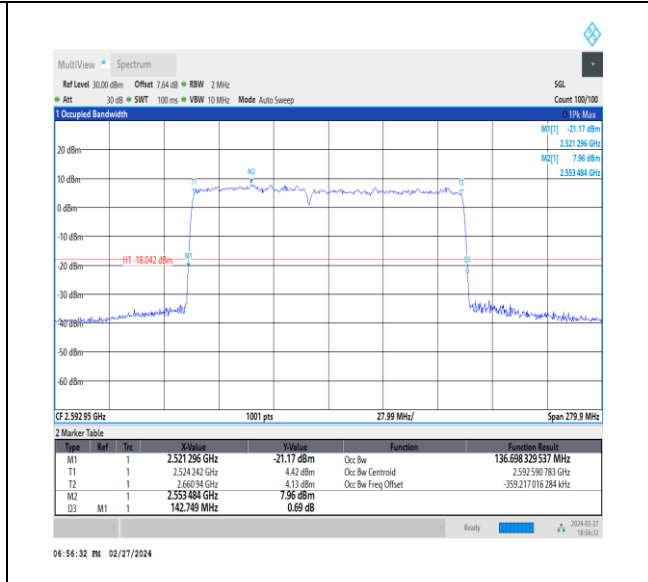 MultiView Spectrum
Ref Level 30.00 dBm Offset 7.64 dB RBW 2 MHz SGL
Att 30 dB SWT 100 ms VBW 10 MHz Mode Auto Sweep Count 100/100
1 Occupied Bandwidth 1Pk Max
M1[1] -21.17 dBm
2.521 296 GHz
M2[1] 7.96 dBm
2.553 484 GHz
20 dBm
10 dBm
T1 M2 T2
0 dBm
-10 dBm
H1 -18.042 dBm M1 D3
-20 dBm
-30 dBm
-40 dBm
-50 dBm
-60 dBm
CF 2.592 95 GHz 1001 pts 27.99 MHz/ Span 279.9 MHz
2 Marker Table
Type Ref Trc X-Value Y-Value Function Function Result
M1 1 2.521 296 GHz -21.17 dBm Occ Bw 136.698 329 537 MHz
T1 1 2.524 242 GHz 4.42 dBm Occ Bw Centroid 2.592 590 783 GHz
T2 1 2.660 94 GHz 4.13 dBm Occ Bw Freq Offset -359.217 016 284 kHz
M2 1 2.553 484 GHz 7.96 dBm
D3 M1 1 142.749 MHz 0.69 dB
Ready 2024-02-27
18:56:32
06:56:32 PM 02/27/2024